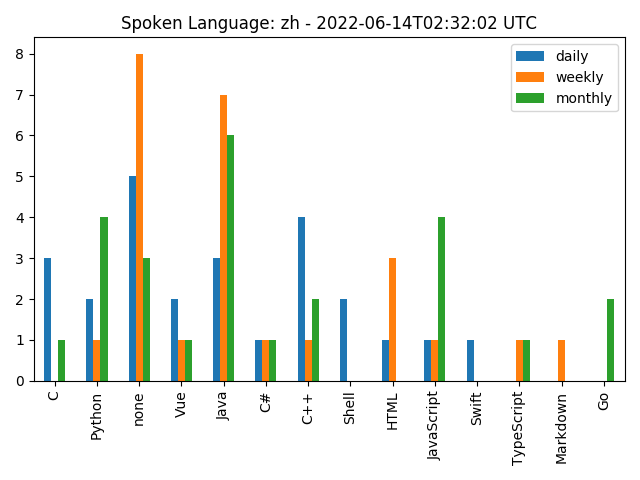 Spoken Language: zh - 2022-06-14T02:32:02 UTC
daily
weekly
monthly
8
7
6
5
4
3
2
1
0
C
Python
none
Vue
Java
C#
C++
Shell
HTML
JavaScript
Swift
TypeScript
Markdown
Go